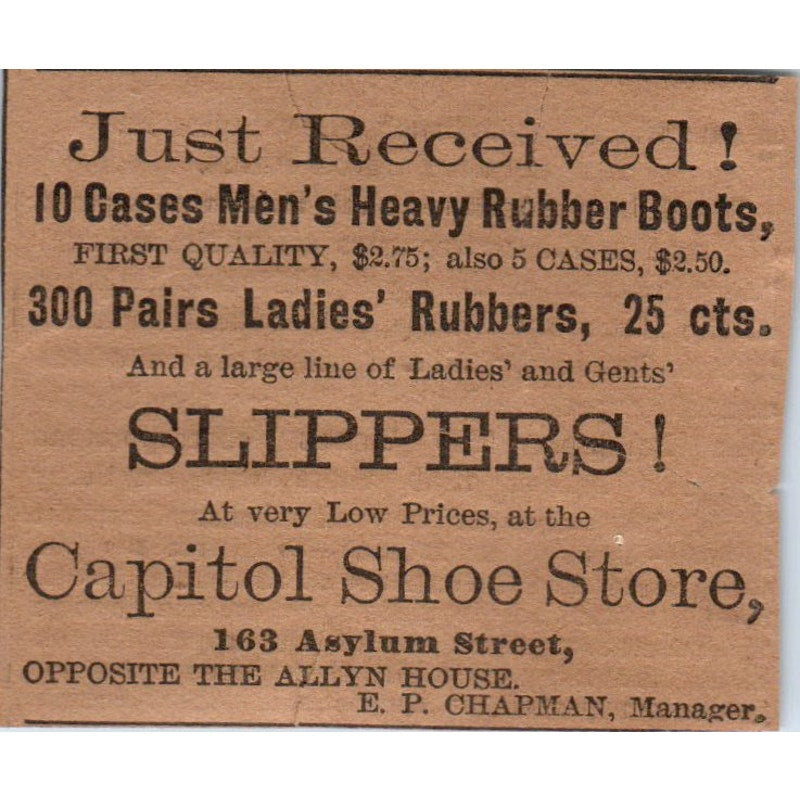 Just Received!
10 Cases Men's Heavy Rubber Boots,
FIRST QUALITY, $2.75; also 5 CASES, $2.50.
300 Pairs Ladies' Rubbers, 25 cts.
And a large line of Ladies' and Gents'
SLIPPERS!
At very Low Prices, at the
Capitol Shoe Store,
163 Asylum Street,
OPPOSITE THE ALLYN HOUSE.
E. P. CHAPMAN, Manager.